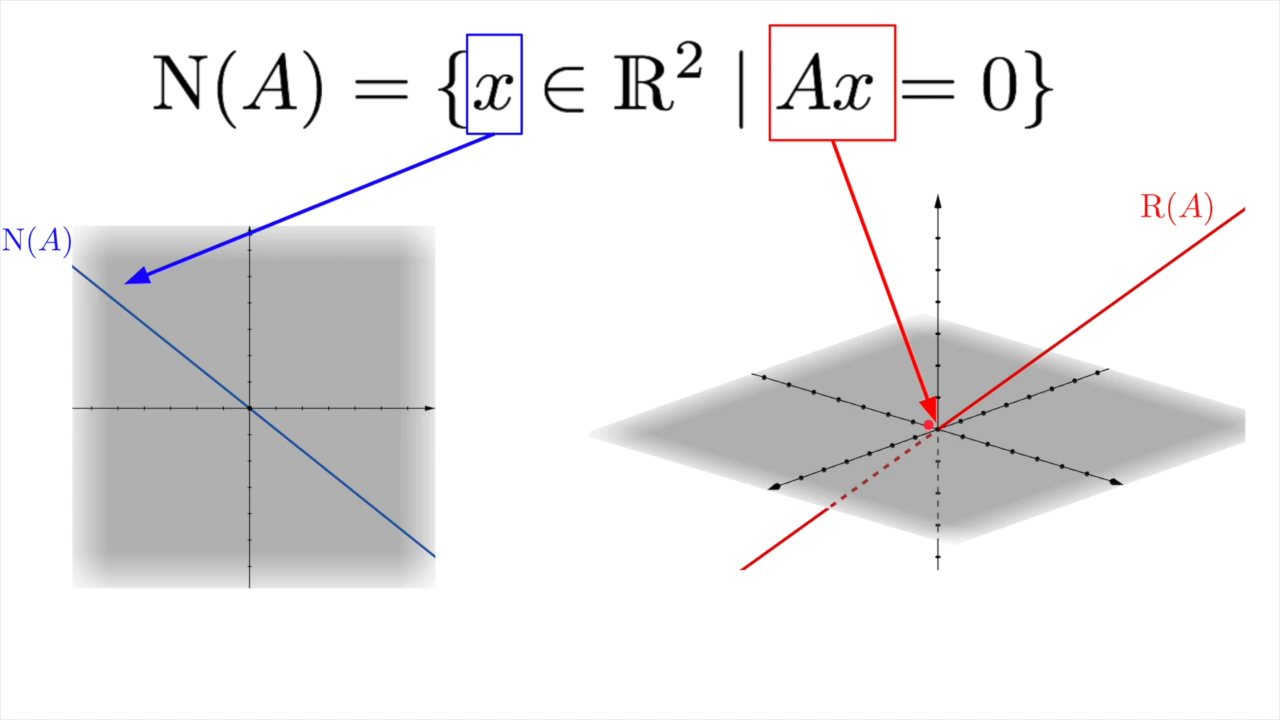 N(A) = {x ∈ ℝ² | Ax = 0}
N(A)
R(A)